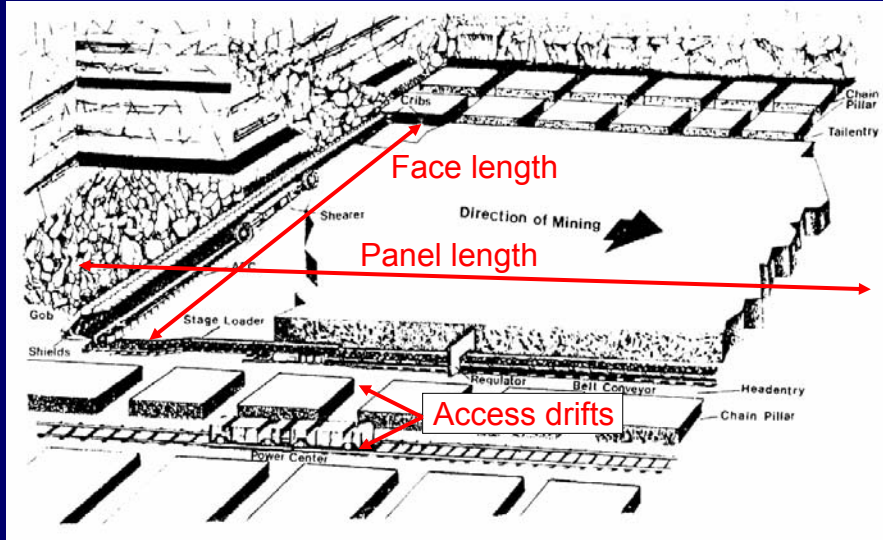 Cribs
Chain
Pillar
Tailentry
Face length
Shearer
Direction of Mining
Panel length
AFC
Gob
Stage Loader
Shields
Regulator
Belt Conveyor
Headentry
Access drifts
Chain Pillar
Power Center